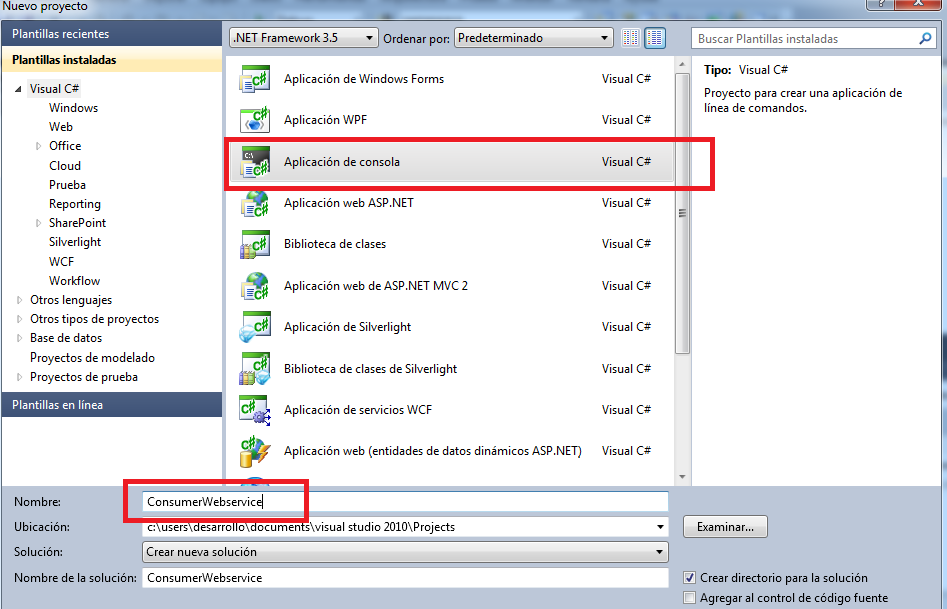 Nuevo proyecto
Plantillas recientes
.NET Framework 3.5
Ordenar por:
Predeterminado
Buscar Plantillas instaladas
Plantillas instaladas
Visual C#
Windows
Web
Office
Cloud
Prueba
Reporting
SharePoint
Silverlight
WCF
Workflow
Otros lenguajes
Otros tipos de proyectos
Base de datos
Proyectos de modelado
Proyectos de prueba
Plantillas en línea
Aplicación de Windows Forms Visual C#
Aplicación WPF Visual C#
Aplicación de consola Visual C#
Aplicación web ASP.NET Visual C#
Biblioteca de clases Visual C#
Aplicación web de ASP.NET MVC 2 Visual C#
Aplicación de Silverlight Visual C#
Biblioteca de clases de Silverlight Visual C#
Aplicación de servicios WCF Visual C#
Aplicación web (entidades de datos dinámicos ASP.NET) Visual C#
Tipo: Visual C#
Proyecto para crear una aplicación de
línea de comandos.
Nombre: ConsumerWebservice
Ubicación: c:\users\desarrollo\documents\visual studio 2010\Projects
Examinar...
Solución: Crear nueva solución
Nombre de la solución: ConsumerWebservice
Crear directorio para la solución
Agregar al control de código fuente